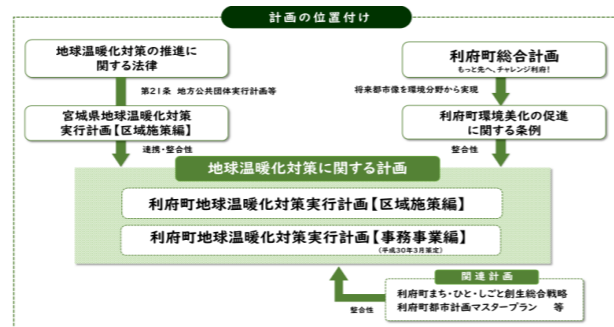 計画の位置付け
地球温暖化対策の推進に
関する法律
第21条 地方公共団体実行計画等
宮城県地球温暖化対策
実行計画【区域施策編】
連携・整合性
利府町総合計画
もっと先へ、チャレンジ利府！
将来都市像を環境分野から実現
利府町環境美化の促進
に関する条例
整合性
地球温暖化対策に関する計画
利府町地球温暖化対策実行計画【区域施策編】
利府町地球温暖化対策実行計画【事務事業編】
（平成30年3月策定）
関連計画
利府町まち・ひと・しごと創生総合戦略
利府町都市計画マスタープラン 等
整合性